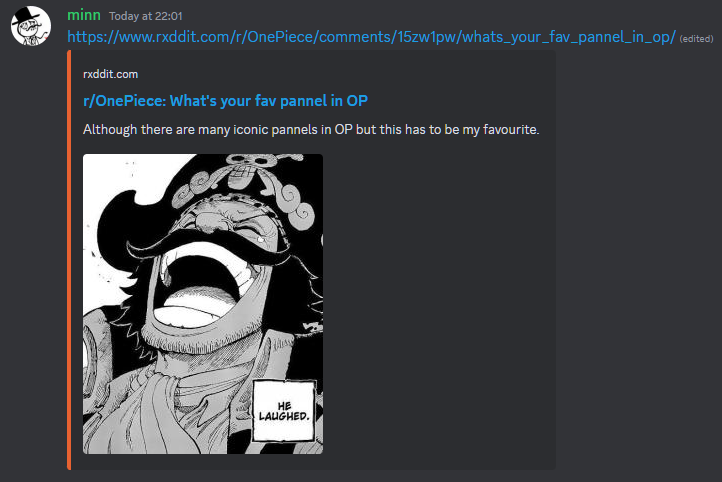 minn Today at 22:01
https://www.rxddit.com/r/OnePiece/comments/15zw1pw/whats_your_fav_pannel_in_op/ (edited)
rxddit.com
r/OnePiece: What's your fav pannel in OP
Although there are many iconic pannels in OP but this has to be my favourite.
HE
LAUGHED.